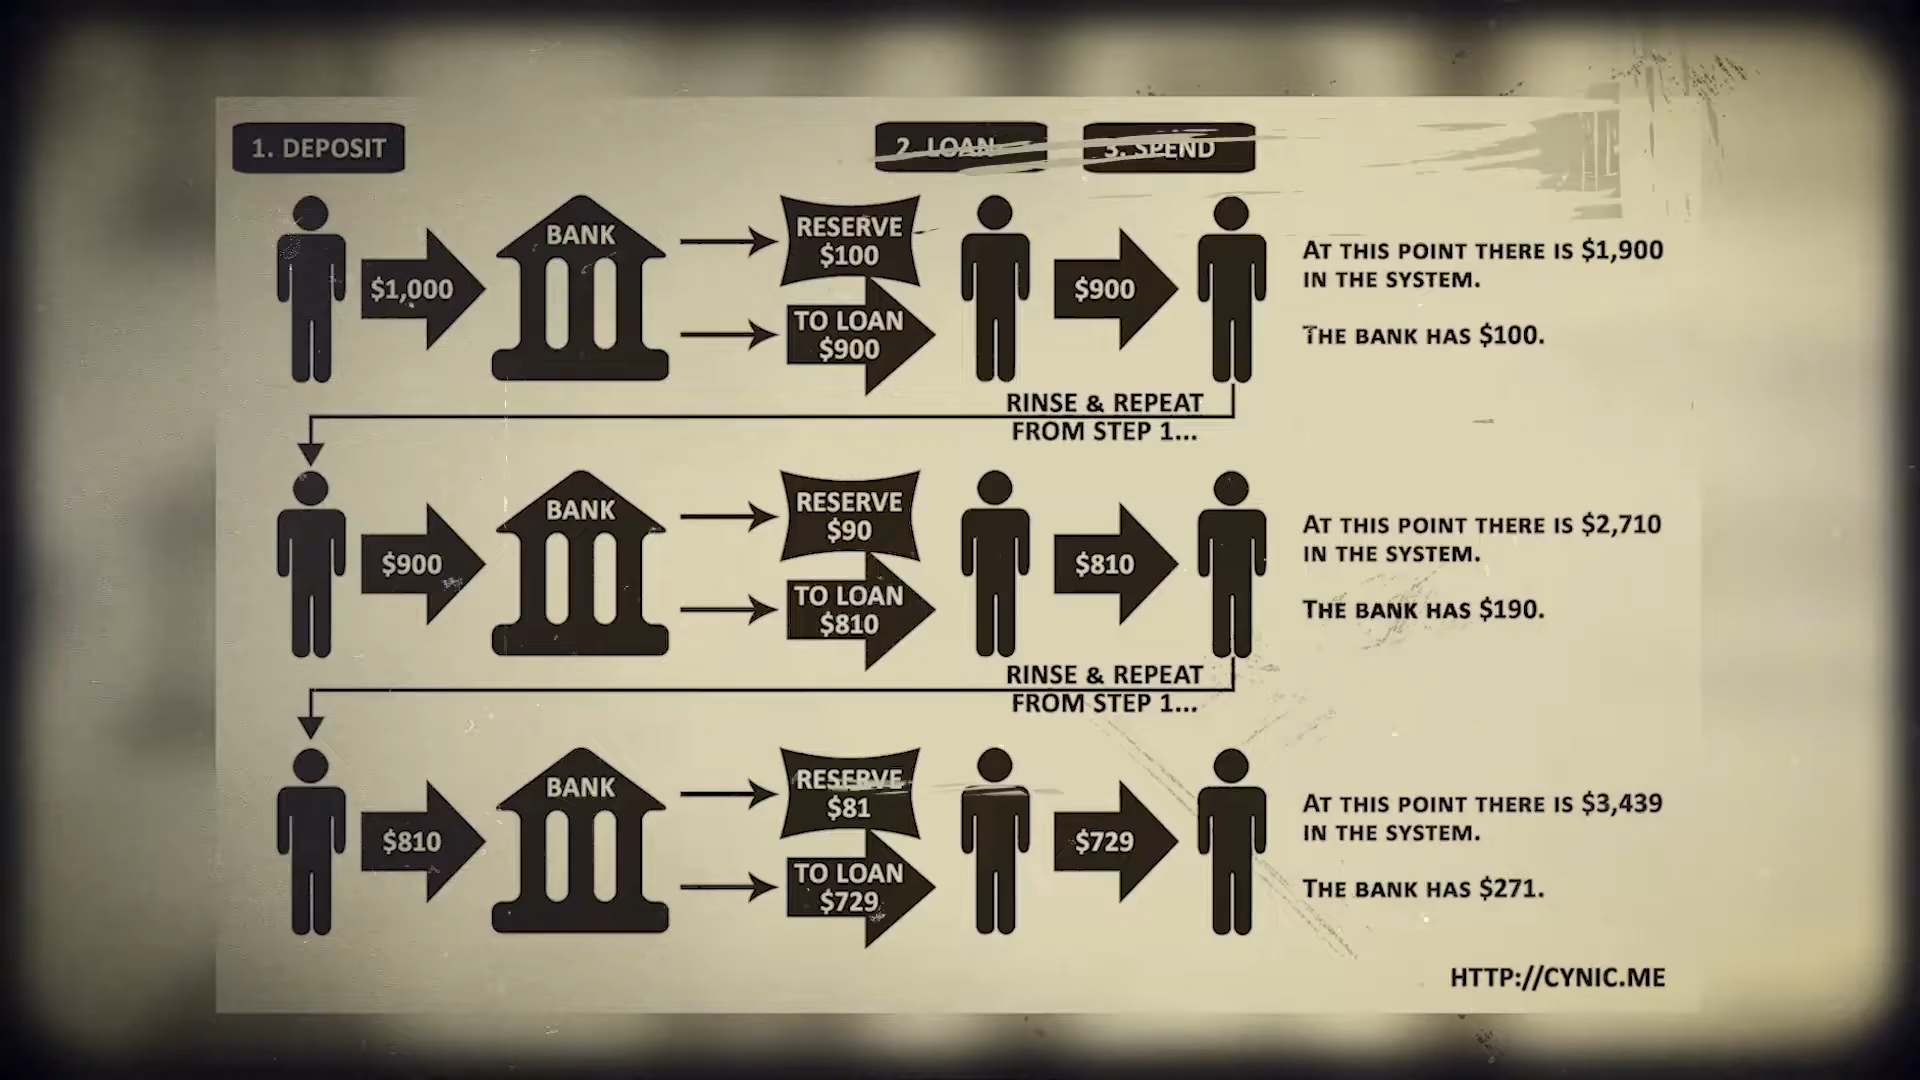 1. DEPOSIT
2. LOAN
3. SPEND
$1,000
BANK
RESERVE
$100
TO LOAN
$900
$900
AT THIS POINT THERE IS $1,900
IN THE SYSTEM.
THE BANK HAS $100.
RINSE & REPEAT
FROM STEP 1...
$900
BANK
RESERVE
$90
TO LOAN
$810
$810
AT THIS POINT THERE IS $2,710
IN THE SYSTEM.
THE BANK HAS $190.
RINSE & REPEAT
FROM STEP 1...
$810
BANK
RESERVE
$81
TO LOAN
$729
$729
AT THIS POINT THERE IS $3,439
IN THE SYSTEM.
THE BANK HAS $271.
HTTP://CYNIC.ME